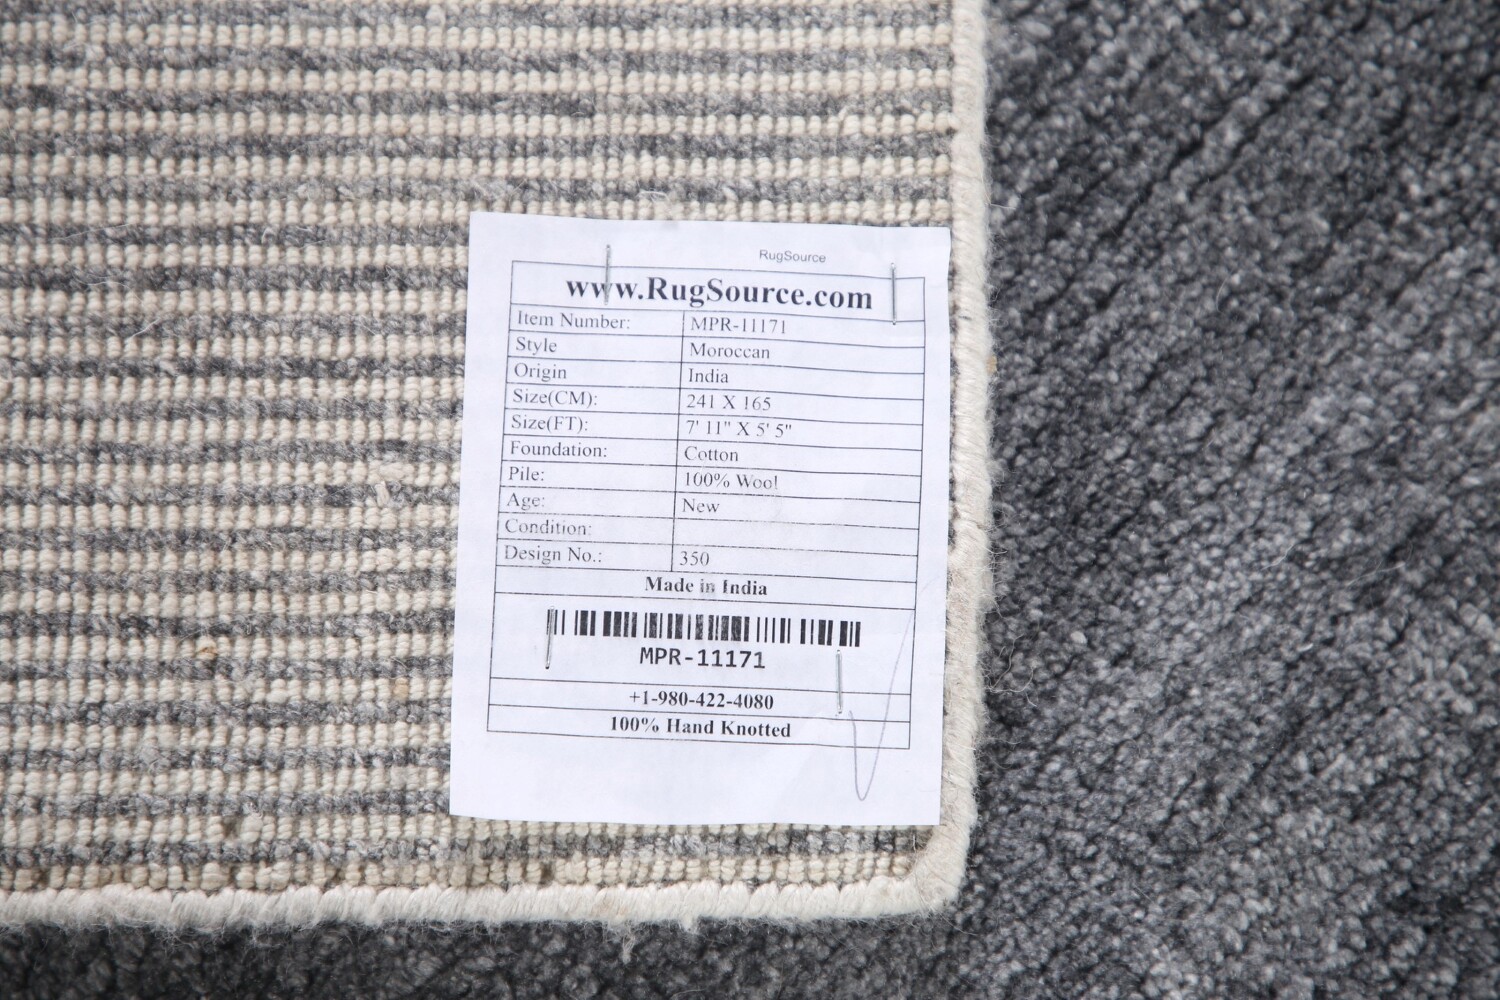 RugSource
www.RugSource.com
Item Number: MPR-11171
Style Moroccan
Origin India
Size(CM): 241 X 165
Size(FT): 7' 11" X 5' 5"
Foundation: Cotton
Pile: 100% Wool
Age: New
Condition:
Design No.: 350
Made in India
MPR-11171
+1-980-422-4080
100% Hand Knotted